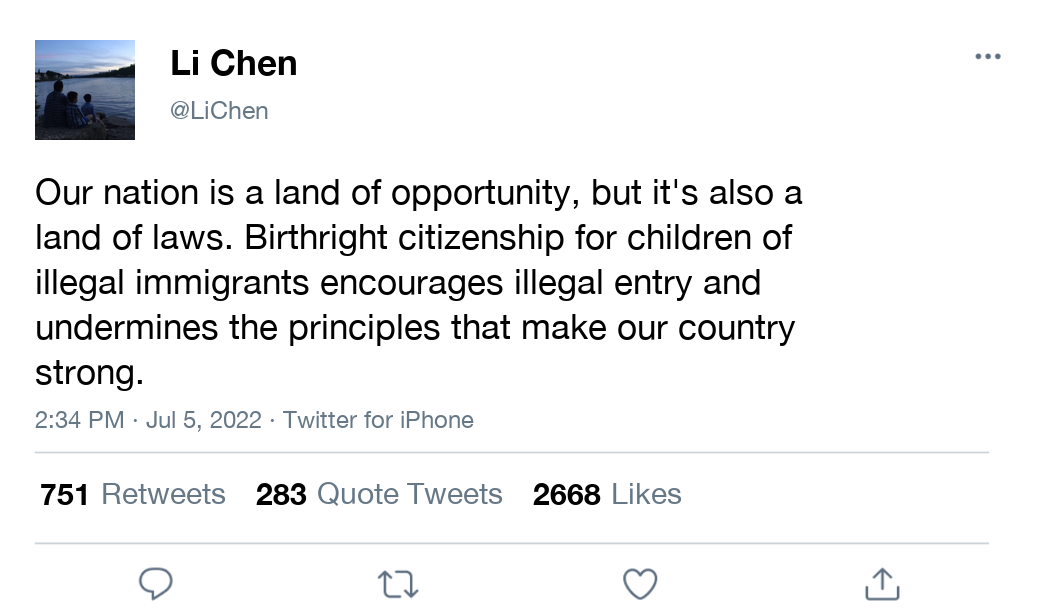 Li Chen
@LiChen
Our nation is a land of opportunity, but it's also a
land of laws. Birthright citizenship for children of
illegal immigrants encourages illegal entry and
undermines the principles that make our country
strong.
2:34 PM · Jul 5, 2022 · Twitter for iPhone
751 Retweets 283 Quote Tweets 2668 Likes